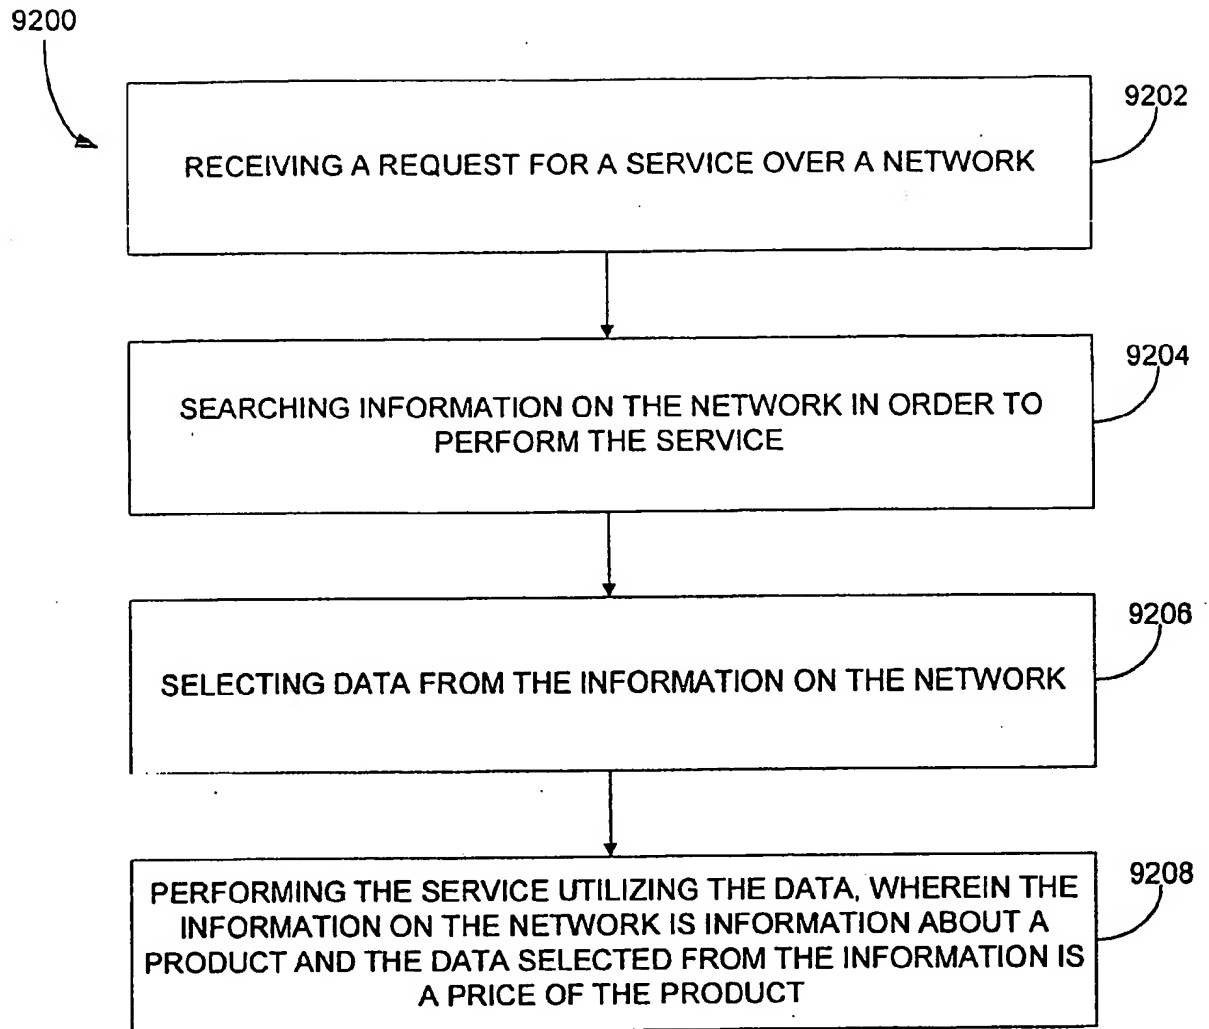 9200
9202
RECEIVING A REQUEST FOR A SERVICE OVER A NETWORK
9204
SEARCHING INFORMATION ON THE NETWORK IN ORDER TO
PERFORM THE SERVICE
9206
SELECTING DATA FROM THE INFORMATION ON THE NETWORK
9208
PERFORMING THE SERVICE UTILIZING THE DATA, WHEREIN THE
INFORMATION ON THE NETWORK IS INFORMATION ABOUT A
PRODUCT AND THE DATA SELECTED FROM THE INFORMATION IS
A PRICE OF THE PRODUCT